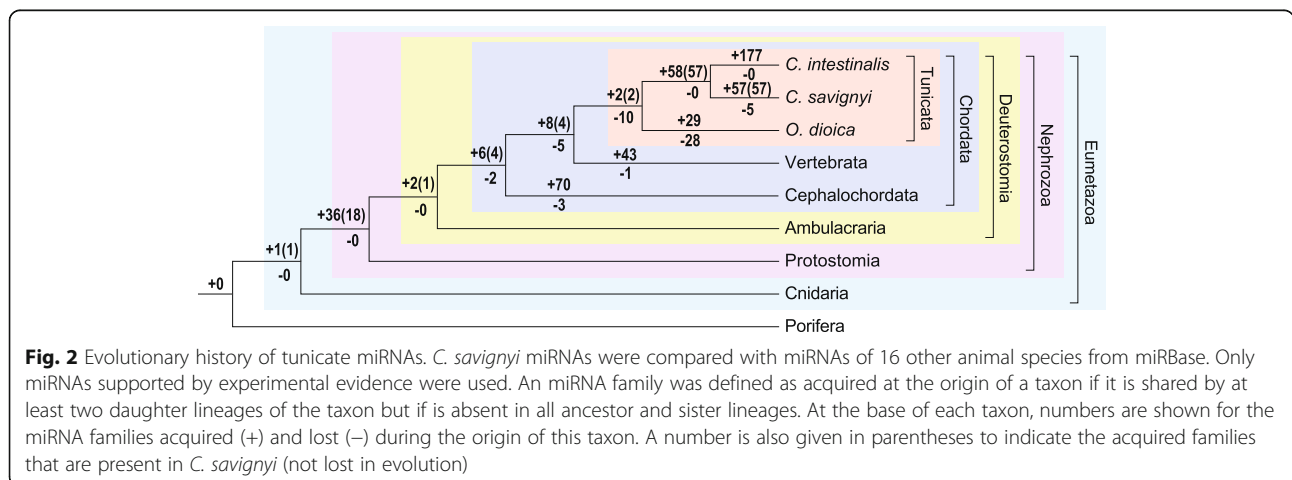 +177
-0
C. intestinalis
+58(57)
-0
+57(57)
-5
C. savignyi
+2(2)
-10
+29
-28
O. dioica
Tunicata
+8(4)
-5
+43
-1
Vertebrata
+6(4)
-2
+70
-3
Cephalochordata
Chordata
+2(1)
-0
Ambulacraria
Deuterostomia
+36(18)
-0
Protostomia
Nephrozoa
+1(1)
-0
Cnidaria
Eumetazoa
+0
Porifera
Fig. 2 Evolutionary history of tunicate miRNAs. C. savignyi miRNAs were compared with miRNAs of 16 other animal species from miRBase. Only
miRNAs supported by experimental evidence were used. An miRNA family was defined as acquired at the origin of a taxon if it is shared by at
least two daughter lineages of the taxon but if is absent in all ancestor and sister lineages. At the base of each taxon, numbers are shown for the
miRNA families acquired (+) and lost (−) during the origin of this taxon. A number is also given in parentheses to indicate the acquired families
that are present in C. savignyi (not lost in evolution)